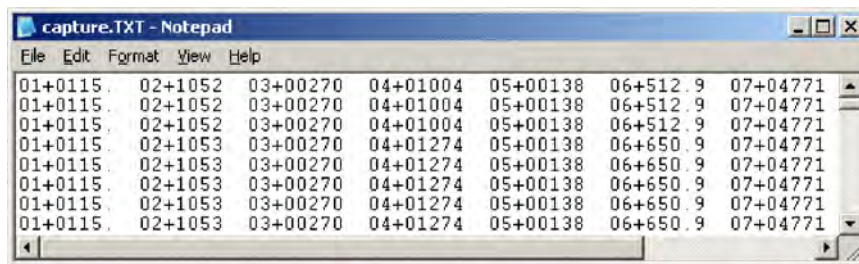 capture.TXT - Notepad
File Edit Format View Help
01+0115. 02+1052 03+00270 04+01004 05+00138 06+512.9 07+04771
01+0115. 02+1052 03+00270 04+01004 05+00138 06+512.9 07+04771
01+0115. 02+1052 03+00270 04+01004 05+00138 06+512.9 07+04771
01+0115. 02+1053 03+00270 04+01274 05+00138 06+650.9 07+04771
01+0115. 02+1053 03+00270 04+01274 05+00138 06+650.9 07+04771
01+0115. 02+1053 03+00270 04+01274 05+00138 06+650.9 07+04771
01+0115. 02+1053 03+00270 04+01274 05+00138 06+650.9 07+04771
01+0115. 02+1053 03+00270 04+01274 05+00138 06+650.9 07+04771